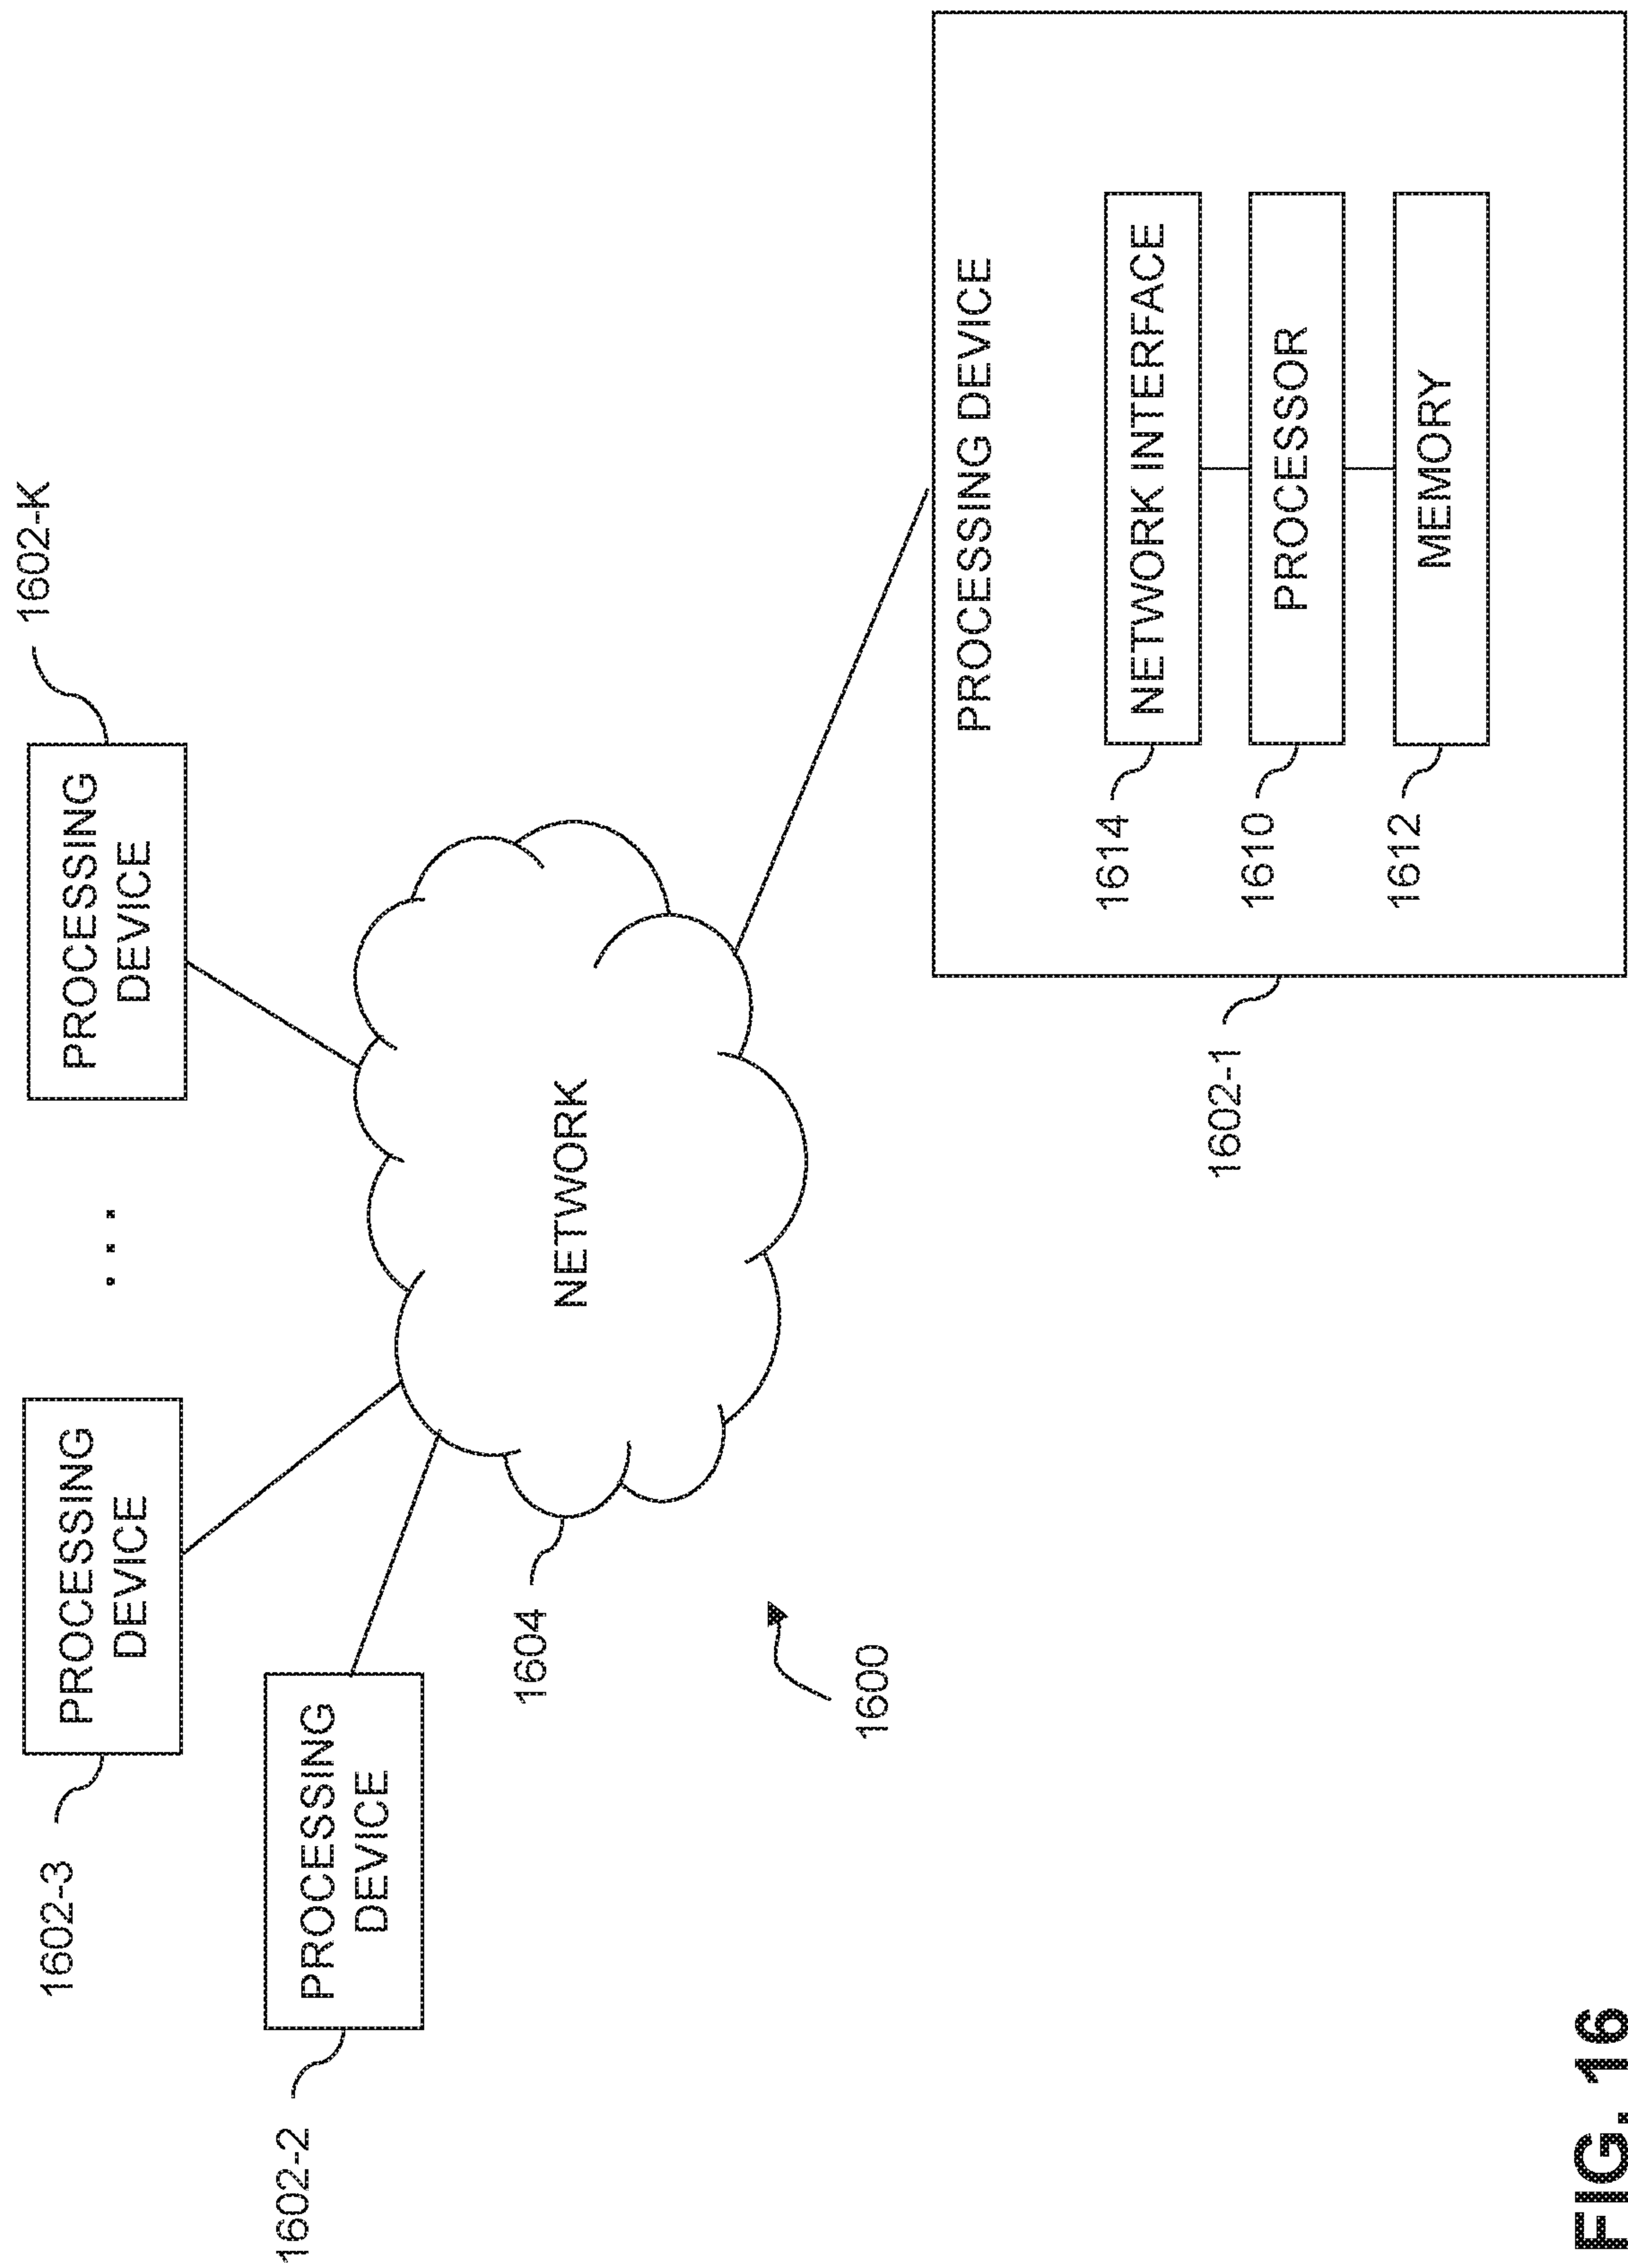 FIG. 16
1602-2
PROCESSING
DEVICE
1602-3
PROCESSING
DEVICE
. . .
1602-K
PROCESSING
DEVICE
1604
NETWORK
1600
1602-1
PROCESSING DEVICE
1614
NETWORK INTERFACE
1610
PROCESSOR
1612
MEMORY